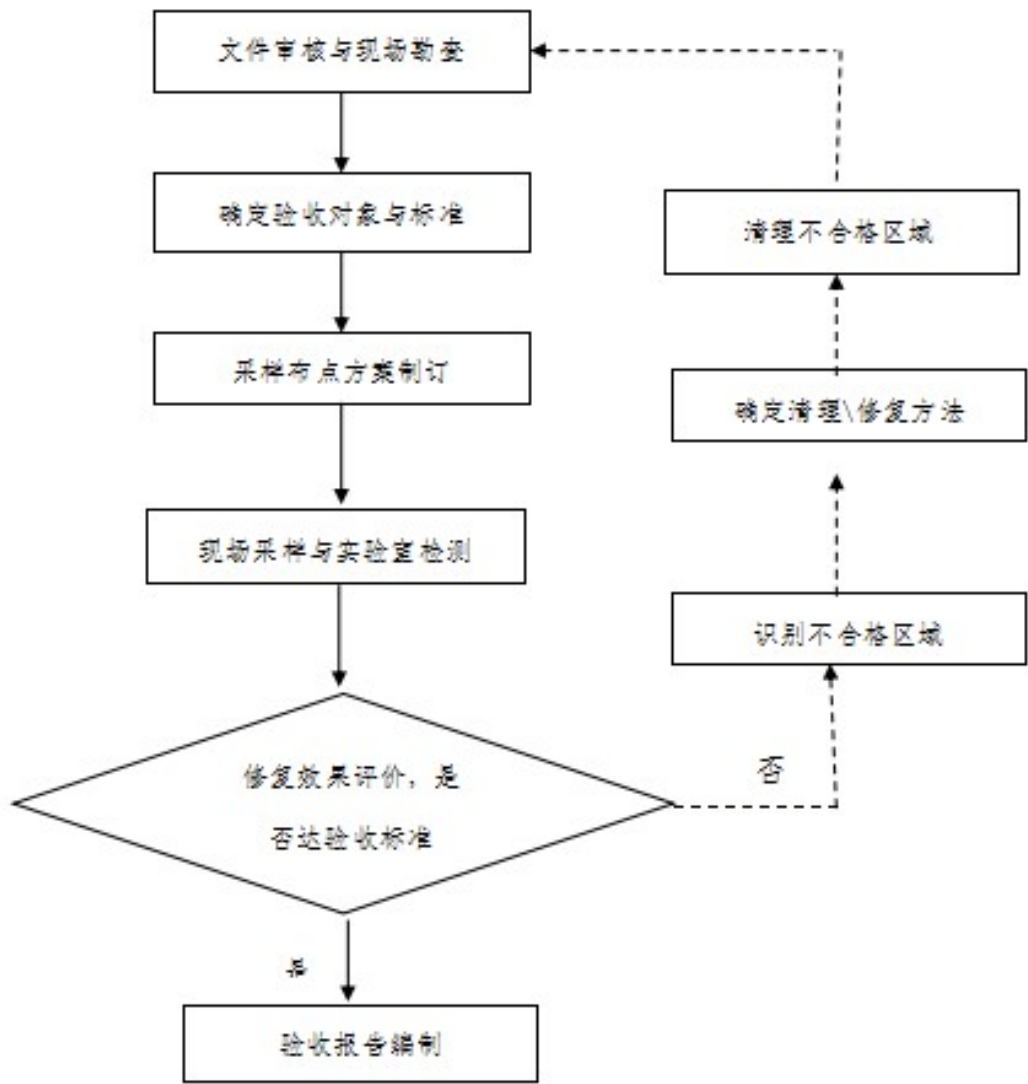 文件审核与现场勘查
确定验收对象与标准
清理不合格区域
采样布点方案制订
确定清理\修复方法
现场采样与实验室检测
识别不合格区域
修复效果评价，是
否达验收标准
否
是
验收报告编制